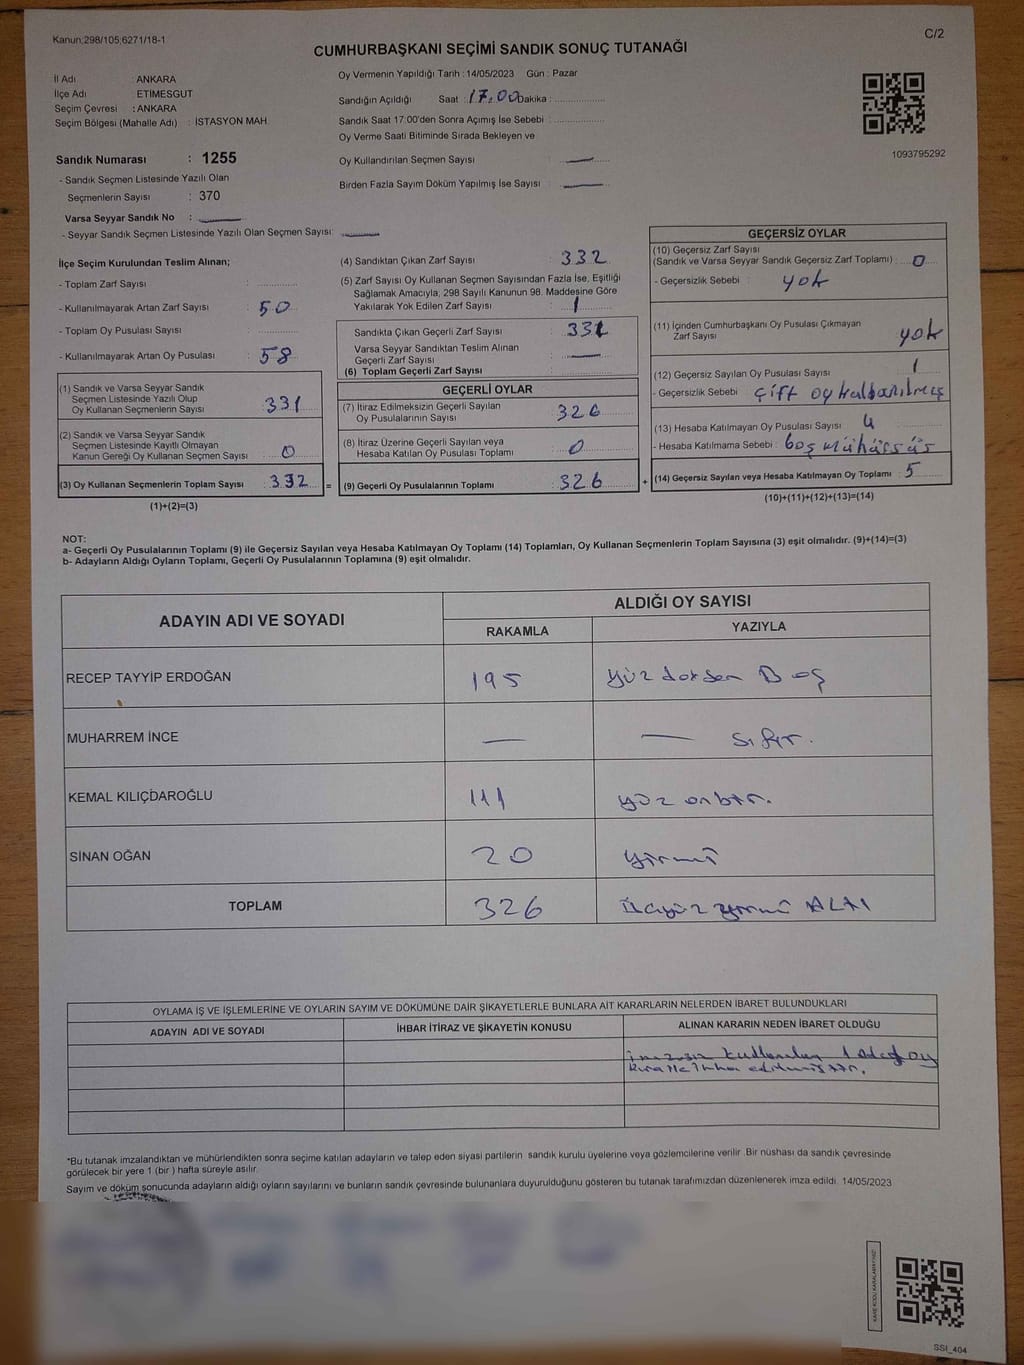 Kanun;298/105;6271/18-1
C/2
CUMHURBAŞKANI SEÇİMİ SANDIK SONUÇ TUTANAĞI
İl Adı : ANKARA
İlçe Adı : ETİMESGUT
Seçim Çevresi : ANKARA
Seçim Bölgesi (Mahalle Adı) : İSTASYON MAH.
Sandık Numarası : 1255
- Sandık Seçmen Listesinde Yazılı Olan
Seçmenlerin Sayısı : 370
Varsa Seyyar Sandık No :
- Seyyar Sandık Seçmen Listesinde Yazılı Olan Seçmen Sayısı:
Oy Vermenin Yapıldığı Tarih : 14/05/2023 Gün : Pazar
Sandığın Açıldığı Saat : 17.00 Dakika :
Sandık Saat 17:00'den Sonra Açımış İse Sebebi :
Oy Verme Saati Bitiminde Sırada Bekleyen ve
Oy Kullandırılan Seçmen Sayısı : —
Birden Fazla Sayım Döküm Yapılmış İse Sayısı : —
1093795292
İlçe Seçim Kurulundan Teslim Alınan;
- Toplam Zarf Sayısı :
- Kullanılmayarak Artan Zarf Sayısı : 50
- Toplam Oy Pusulası Sayısı :
- Kullanılmayarak Artan Oy Pusulası : 58
(1) Sandık ve Varsa Seyyar Sandık
Seçmen Listesinde Yazılı Olup
Oy Kullanan Seçmenlerin Sayısı : 331
(2) Sandık ve Varsa Seyyar Sandık
Seçmen Listesinde Kayıtlı Olmayan
Kanun Gereği Oy Kullanan Seçmen Sayısı : 0
(3) Oy Kullanan Seçmenlerin Toplam Sayısı : 332 =
(1)+(2)=(3)
(4) Sandıktan Çıkan Zarf Sayısı : 332
(5) Zarf Sayısı Oy Kullanan Seçmen Sayısından Fazla İse, Eşitliği
Sağlamak Amacıyla, 298 Sayılı Kanunun 98. Maddesine Göre
Yakılarak Yok Edilen Zarf Sayısı : 1
Sandıkta Çıkan Geçerli Zarf Sayısı : 331
Varsa Seyyar Sandıktan Teslim Alınan
Geçerli Zarf Sayısı : —
(6) Toplam Geçerli Zarf Sayısı :
GEÇERLİ OYLAR
(7) İtiraz Edilmeksizin Geçerli Sayılan
Oy Pusulasının Sayısı : 326
(8) İtiraz Üzerine Geçerli Sayılan veya
Hesaba Katılan Oy Pusulası Toplamı : 0
(9) Geçerli Oy Pusulalarının Toplamı : 326 +
GEÇERSİZ OYLAR
(10) Geçersiz Zarf Sayısı
(Sandık ve Varsa Seyyar Sandık Geçersiz Zarf Toplamı) : 0
- Geçersizlik Sebebi : yok
(11) İçinden Cumhurbaşkanı Oy Pusulası Çıkmayan
Zarf Sayısı : yok
(12) Geçersiz Sayılan Oy Pusulası Sayısı : 1
- Geçersizlik Sebebi : çift oy kullanılmış
(13) Hesaba Katılmayan Oy Pusulası Sayısı : 4
- Hesaba Katılmama Sebebi : boş mühürsüs
(14) Geçersiz Sayılan veya Hesaba Katılmayan Oy Toplamı : 5
(10)+(11)+(12)+(13)=(14)
NOT:
a- Geçerli Oy Pusulalarının Toplamı (9) ile Geçersiz Sayılan veya Hesaba Katılmayan Oy Toplamı (14) Toplamları, Oy Kullanan Seçmenlerin Toplam Sayısına (3) eşit olmalıdır. (9)+(14)=(3)
b- Adayların Aldığı Oyların Toplamı, Geçerli Oy Pusulalarının Toplamına (9) eşit olmalıdır.
ADAYIN ADI VE SOYADI
ALDIĞI OY SAYISI
RAKAMLA YAZIYLA
RECEP TAYYİP ERDOĞAN 195 yüz doksan Beş
MUHARREM İNCE — — sıfır.
KEMAL KILIÇDAROĞLU 111 yüz onbir.
SİNAN OĞAN 20 yirmi
TOPLAM 326 üçyüz yirmi ALTI
OYLAMA İŞ VE İŞLEMLERİNE VE OYLARIN SAYIM VE DÖKÜMÜNE DAİR ŞİKAYETLERLE BUNLARA AİT KARARLARIN NELERDEN İBARET BULUNDUKLARI
ADAYIN ADI VE SOYADI İHBAR İTİRAZ VE ŞİKAYETİN KONUSU ALINAN KARARIN NEDEN İBARET OLDUĞU
imzasız kullanılan 1 adet oy
edilmiştir.
*Bu tutanak imzalandıktan ve mühürlendikten sonra seçime katılan adayların ve talep eden siyasi partilerin sandık kurulu üyelerine veya gözlemcilerine verilir. Bir nüshası da sandık çevresinde
görülecek bir yere 1 (bir ) hafta süreyle asılır.
Sayım ve döküm sonucunda adayların aldığı oyların sayılarını ve bunların sandık çevresinde bulunanlara duyurulduğunu gösteren bu tutanak tarafımızdan düzenlenerek imza edildi. 14/05/2023
SSI_404